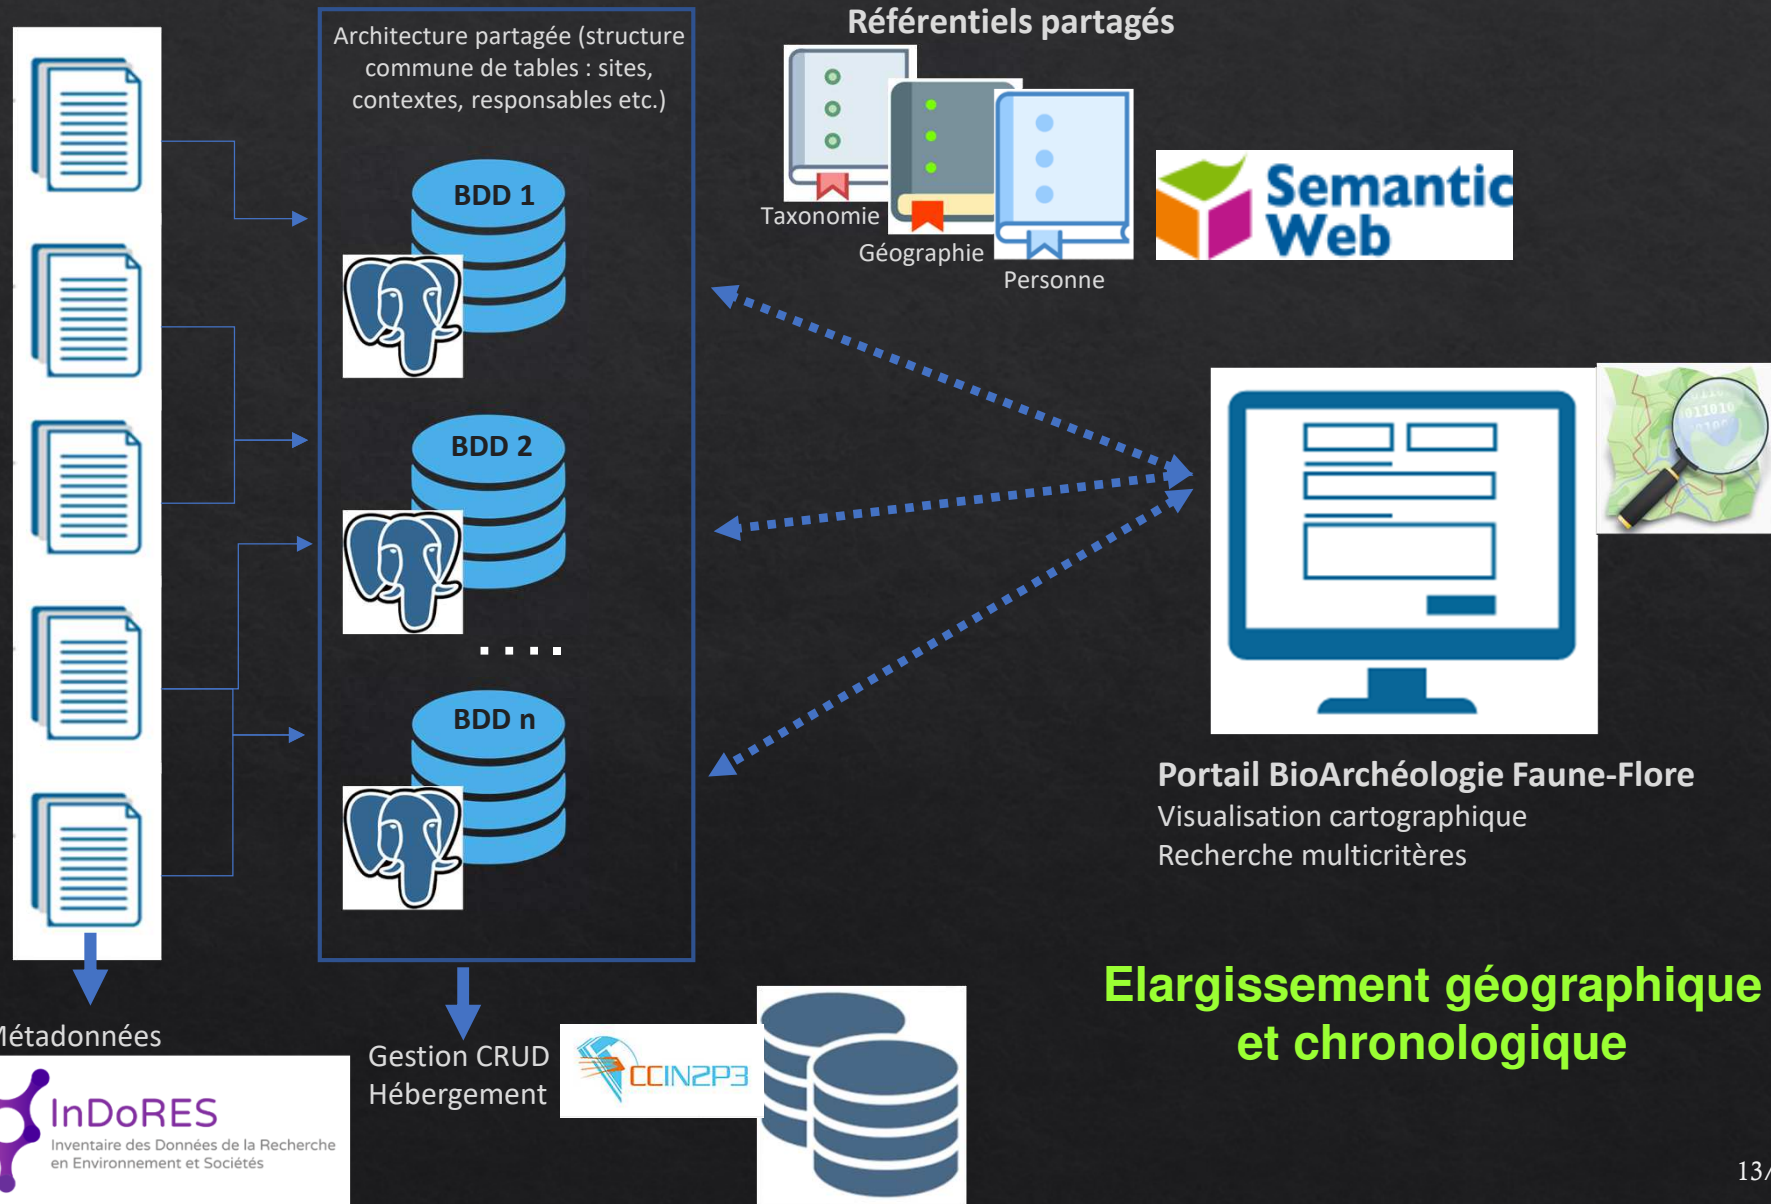 Architecture partagée (structure
commune de tables : sites,
contextes, responsables etc.)
BDD 1
BDD 2
....
BDD n
Référentiels partagés
Taxonomie
Géographie
Personne
Semantic
Web
Portail BioArchéologie Faune-Flore
Visualisation cartographique
Recherche multicritères
Elargissement géographique
et chronologique
Métadonnées
InDoRES
Inventaire des Données de la Recherche
en Environnement et Sociétés
Gestion CRUD
Hébergement
CCIN2P3
13/